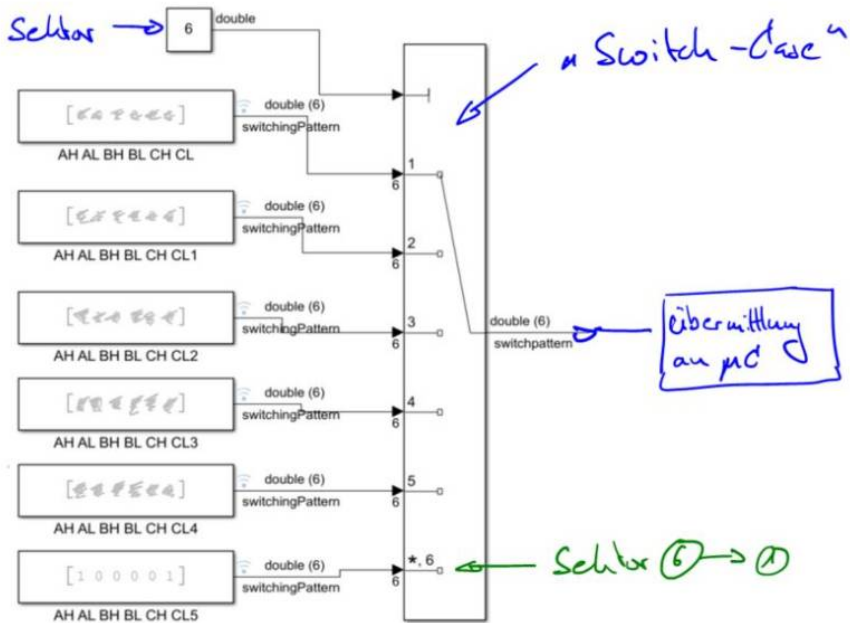 Sektor
6
double
"Switch-Case"
double (6)
switchingPattern
AH AL BH BL CH CL
1
6
double (6)
switchingPattern
AH AL BH BL CH CL1
2
6
double (6)
switchingPattern
AH AL BH BL CH CL2
3
6
double (6)
switchpattern
Übermittlung
an µC
double (6)
switchingPattern
AH AL BH BL CH CL3
4
6
double (6)
switchingPattern
AH AL BH BL CH CL4
5
6
[1 0 0 0 0 1]
double (6)
switchingPattern
AH AL BH BL CH CL5
*, 6
6
Sektor 6 → 1